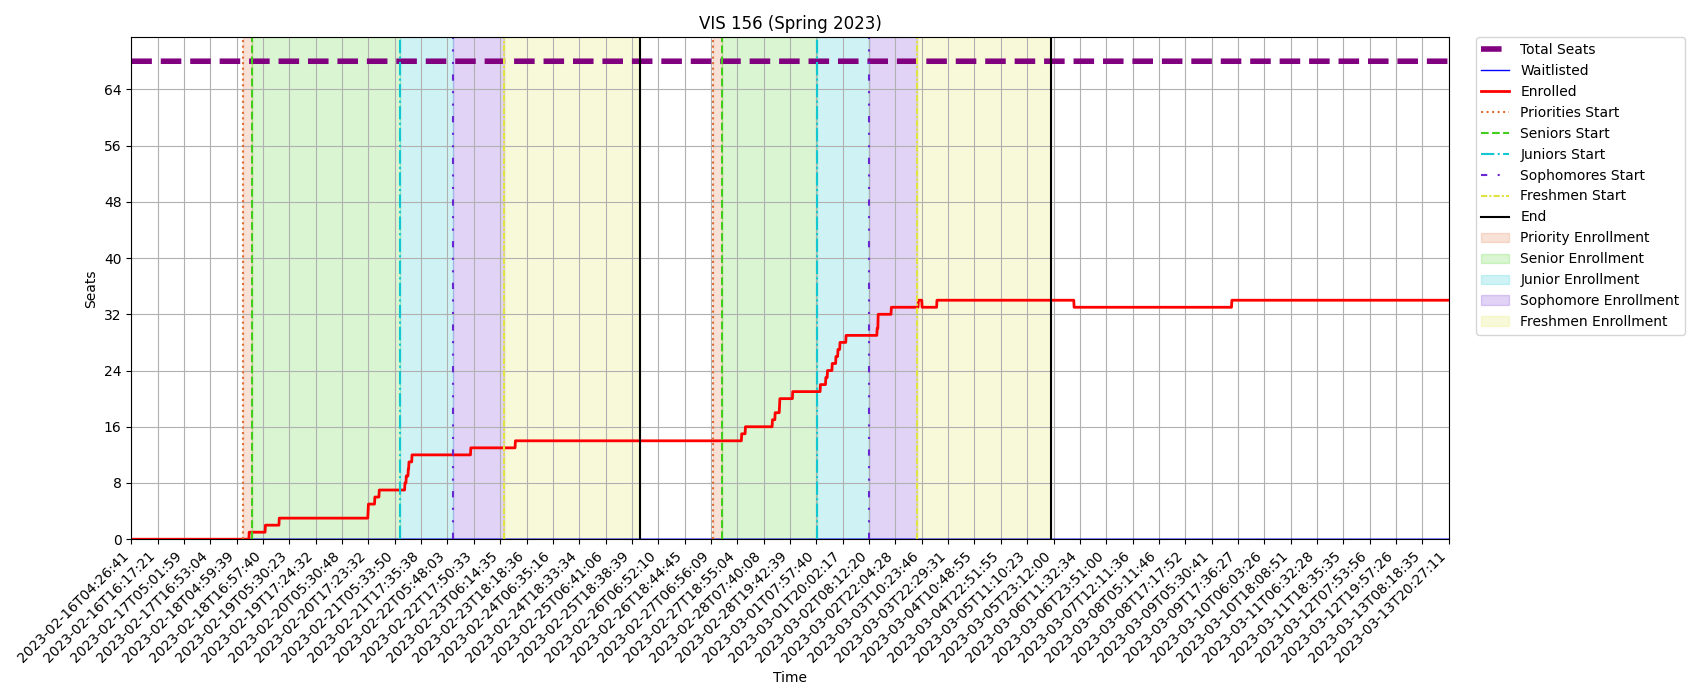 VIS 156 (Spring 2023)
Seats
64
56
48
40
32
24
16
8
0
2023-02-16T04:26:41
2023-02-16T16:17:21
2023-02-17T05:01:59
2023-02-17T16:53:04
2023-02-18T04:59:39
2023-02-18T16:57:40
2023-02-19T05:30:23
2023-02-19T17:24:32
2023-02-20T05:30:48
2023-02-20T17:23:32
2023-02-21T05:33:50
2023-02-21T17:35:38
2023-02-22T05:48:03
2023-02-22T17:50:33
2023-02-23T06:14:35
2023-02-23T18:18:36
2023-02-24T06:35:16
2023-02-24T18:33:34
2023-02-25T06:41:06
2023-02-25T18:38:39
2023-02-26T06:52:10
2023-02-26T18:44:45
2023-02-27T06:56:09
2023-02-27T18:55:04
2023-02-28T07:40:08
2023-02-28T19:42:39
2023-03-01T07:57:40
2023-03-01T20:02:17
2023-03-02T08:12:20
2023-03-02T22:04:28
2023-03-03T10:23:46
2023-03-03T22:29:31
2023-03-04T10:48:55
2023-03-04T22:51:55
2023-03-05T11:10:23
2023-03-05T23:12:00
2023-03-06T11:32:34
2023-03-06T23:51:00
2023-03-07T12:11:36
2023-03-08T05:11:46
2023-03-08T17:17:52
2023-03-09T05:30:41
2023-03-09T17:36:27
2023-03-10T06:03:26
2023-03-10T18:08:51
2023-03-11T06:32:28
2023-03-11T18:35:35
2023-03-12T07:53:56
2023-03-12T19:57:26
2023-03-13T08:18:35
2023-03-13T20:27:11
Time
Total Seats
Waitlisted
Enrolled
Priorities Start
Seniors Start
Juniors Start
Sophomores Start
Freshmen Start
End
Priority Enrollment
Senior Enrollment
Junior Enrollment
Sophomore Enrollment
Freshmen Enrollment